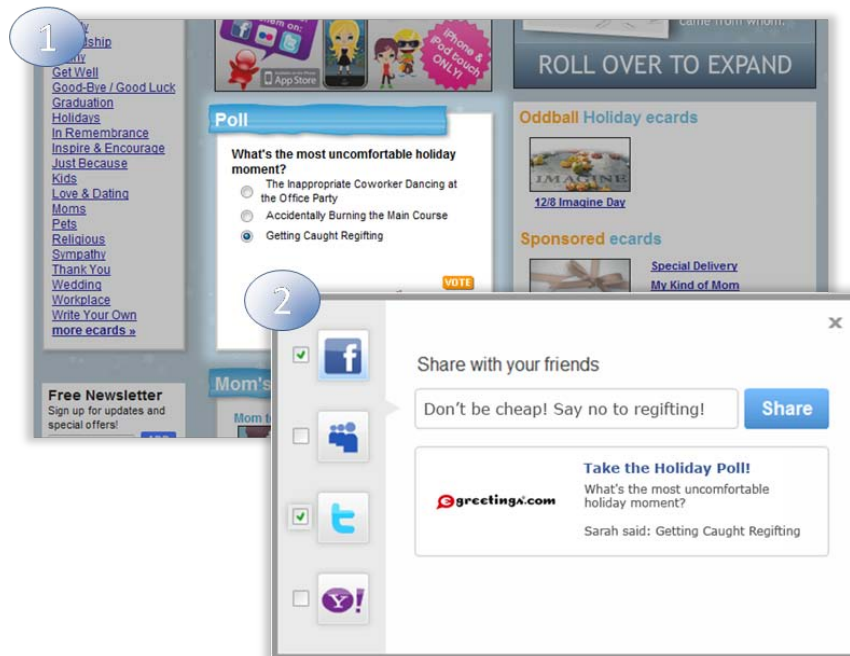 1
Get Well
Good-Bye / Good Luck
Graduation
Holidays
In Remembrance
Inspire & Encourage
Just Because
Kids
Love & Dating
Moms
Pets
Religious
Sympathy
Thank You
Wedding
Workplace
Write Your Own
more ecards »
Free Newsletter
Sign up for updates and
special offers!
them on:
App Store
iPhone &
iPod touch
ONLY!
Poll
What's the most uncomfortable holiday
moment?
The Inappropriate Coworker Dancing at
the Office Party
Accidentally Burning the Main Course
Getting Caught Regifting
VOTE
Mom's
came from whom.
ROLL OVER TO EXPAND
Oddball Holiday ecards
IMAGINE
12/8 Imagine Day
Sponsored ecards
Special Delivery
My Kind of Mom
2
f
t
Y!
x
Share with your friends
Don't be cheap! Say no to regifting!
Share
egreetings.com
Take the Holiday Poll!
What's the most uncomfortable
holiday moment?
Sarah said: Getting Caught Regifting